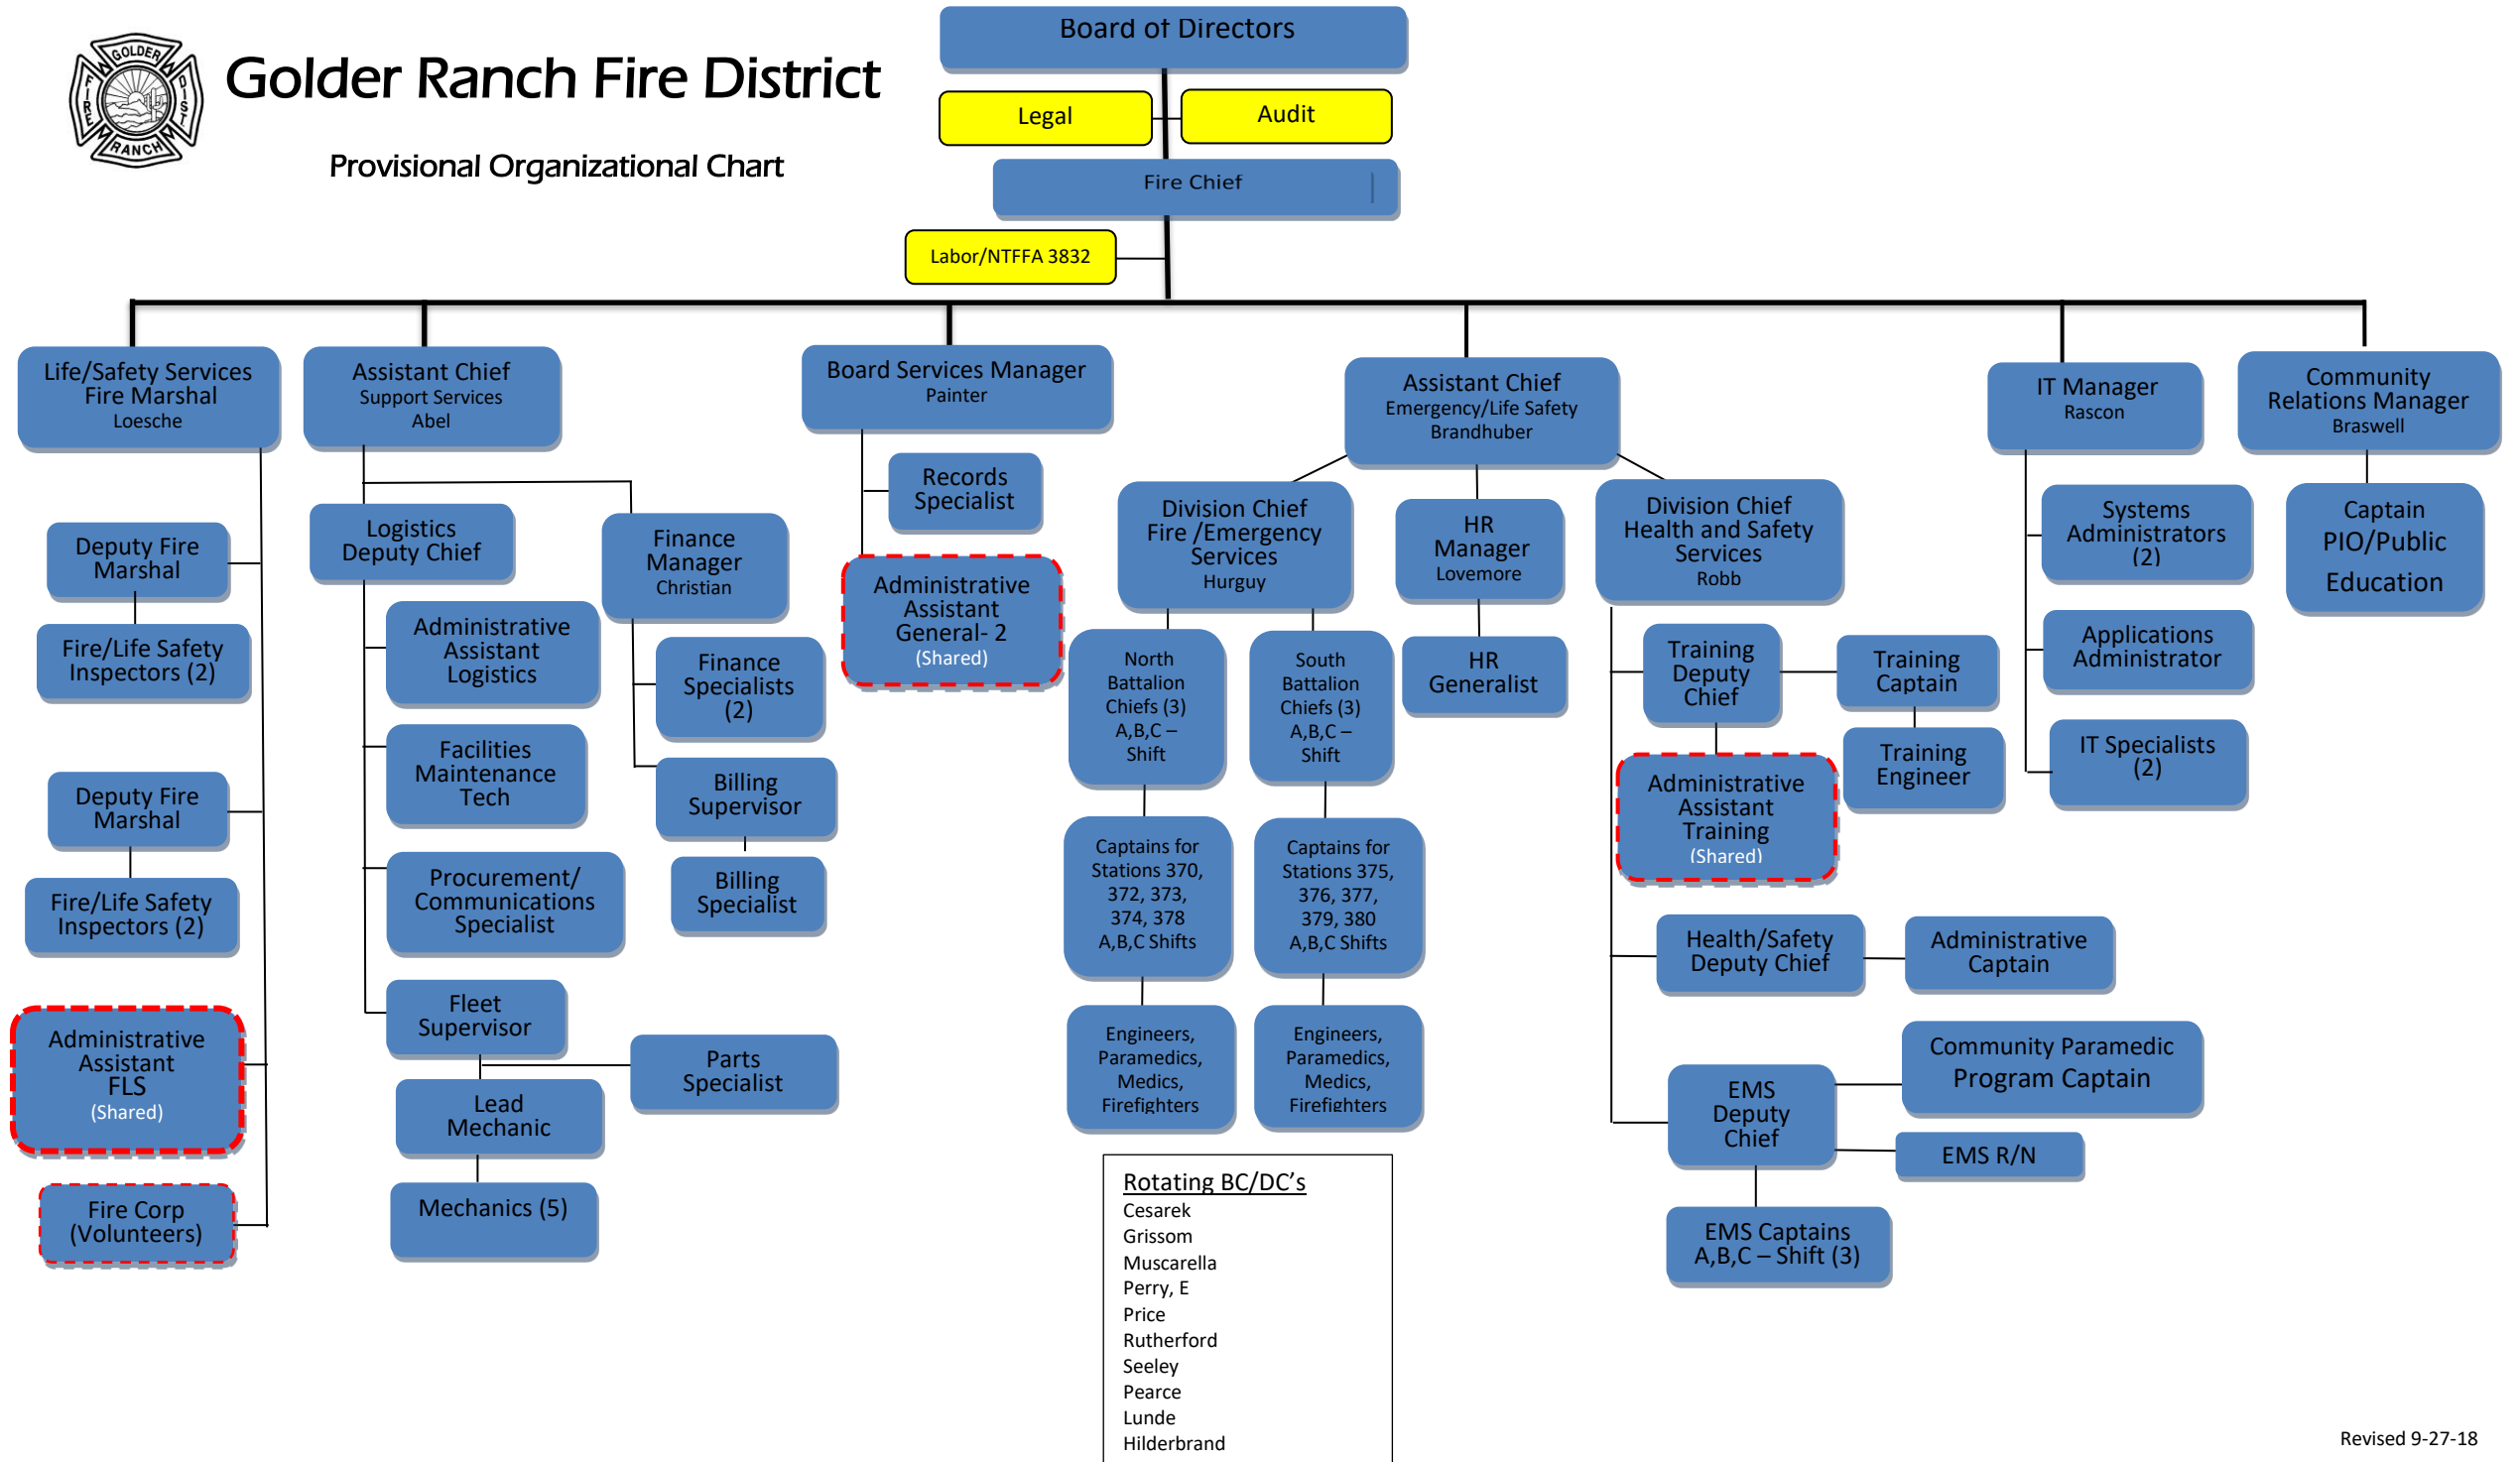 GOLDER
FIRE
DIST
RANCH
Golder Ranch Fire District
Provisional Organizational Chart
Board of Directors
Legal
Audit
Fire Chief
Labor/NTFFA 3832
Life/Safety Services
Fire Marshal
Loesche
Deputy Fire
Marshal
Fire/Life Safety
Inspectors (2)
Deputy Fire
Marshal
Fire/Life Safety
Inspectors (2)
Administrative
Assistant
FLS
(Shared)
Fire Corp
(Volunteers)
Assistant Chief
Support Services
Abel
Logistics
Deputy Chief
Administrative
Assistant
Logistics
Facilities
Maintenance
Tech
Procurement/
Communications
Specialist
Fleet
Supervisor
Parts
Specialist
Lead
Mechanic
Mechanics (5)
Finance
Manager
Christian
Finance
Specialists
(2)
Billing
Supervisor
Billing
Specialist
Board Services Manager
Painter
Records
Specialist
Administrative
Assistant
General- 2
(Shared)
Assistant Chief
Emergency/Life Safety
Brandhuber
Division Chief
Fire /Emergency
Services
Hurguy
North
Battalion
Chiefs (3)
A,B,C –
Shift
Captains for
Stations 370,
372, 373,
374, 378
A,B,C Shifts
Engineers,
Paramedics,
Medics,
Firefighters
South
Battalion
Chiefs (3)
A,B,C –
Shift
Captains for
Stations 375,
376, 377,
379, 380
A,B,C Shifts
Engineers,
Paramedics,
Medics,
Firefighters
HR
Manager
Lovemore
HR
Generalist
Division Chief
Health and Safety
Services
Robb
Training
Deputy
Chief
Training
Captain
Training
Engineer
Administrative
Assistant
Training
(Shared)
Health/Safety
Deputy Chief
Administrative
Captain
EMS
Deputy
Chief
Community Paramedic
Program Captain
EMS R/N
EMS Captains
A,B,C – Shift (3)
IT Manager
Rascon
Systems
Administrators
(2)
Applications
Administrator
IT Specialists
(2)
Community
Relations Manager
Braswell
Captain
PIO/Public
Education
Rotating BC/DC’s
Cesarek
Grissom
Muscarella
Perry, E
Price
Rutherford
Seeley
Pearce
Lunde
Hilderbrand
Revised 9-27-18